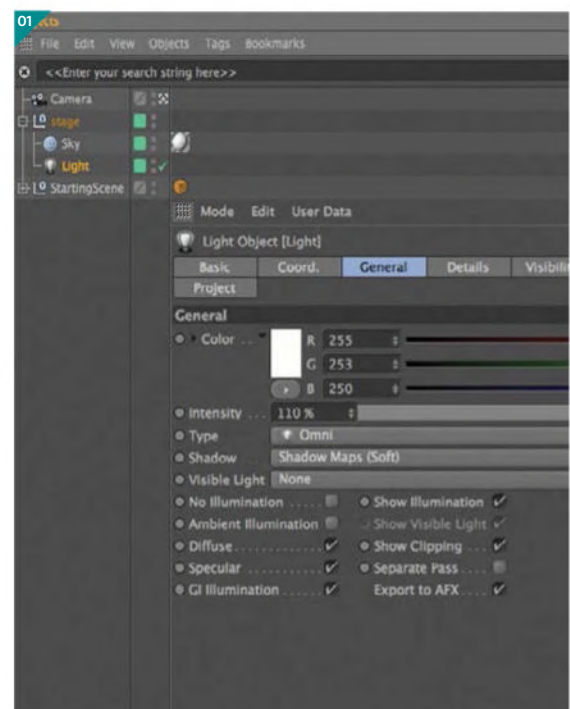 01
File Edit View Objects Tags Bookmarks
<<Enter your search string here>>
Camera
stage
Sky
Light
StartingScene
Mode Edit User Data
Light Object [Light]
Basic Coord. General Details
Project
General
Color R 255
G 253
B 250
Intensity 110 %
Type Omni
Shadow Shadow Maps (Soft)
Visible Light None
No Illumination Show Illumination
Ambient Illumination Show Visible Light
Diffuse Show Clipping
Specular Separate Pass
GI Illumination Export to AFX